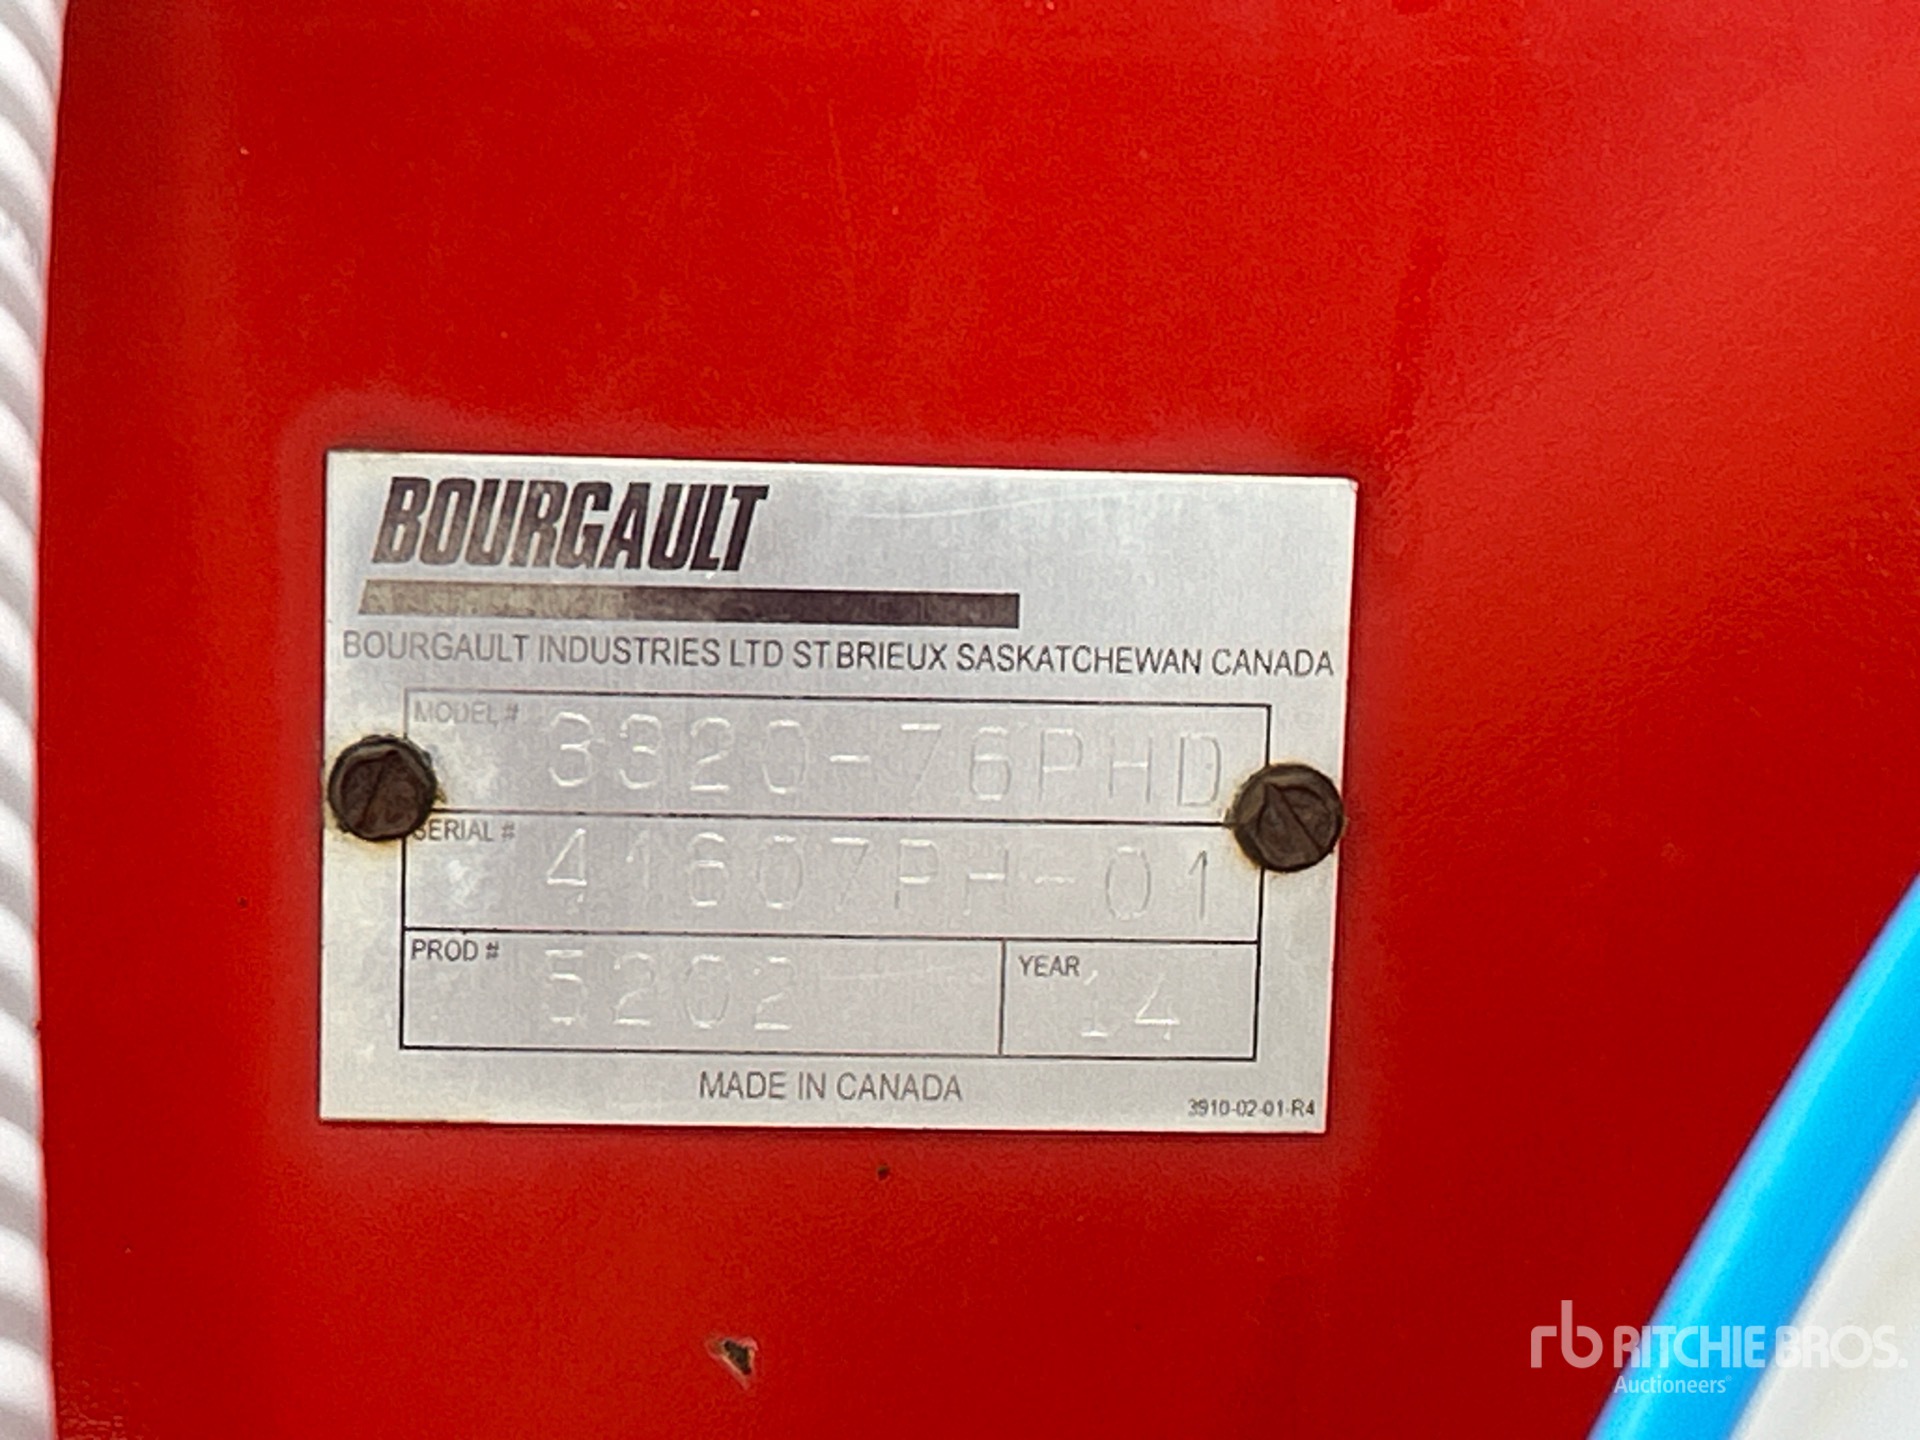 BOURGAULT
BOURGAULT INDUSTRIES LTD ST.BRIEUX SASKATCHEWAN CANADA
MODEL # 3320-76PHD
SERIAL # 41607PH-01
PROD # 5202 YEAR 14
MADE IN CANADA
3910-02-01-R4
rb RITCHIE BROS.
Auctioneers